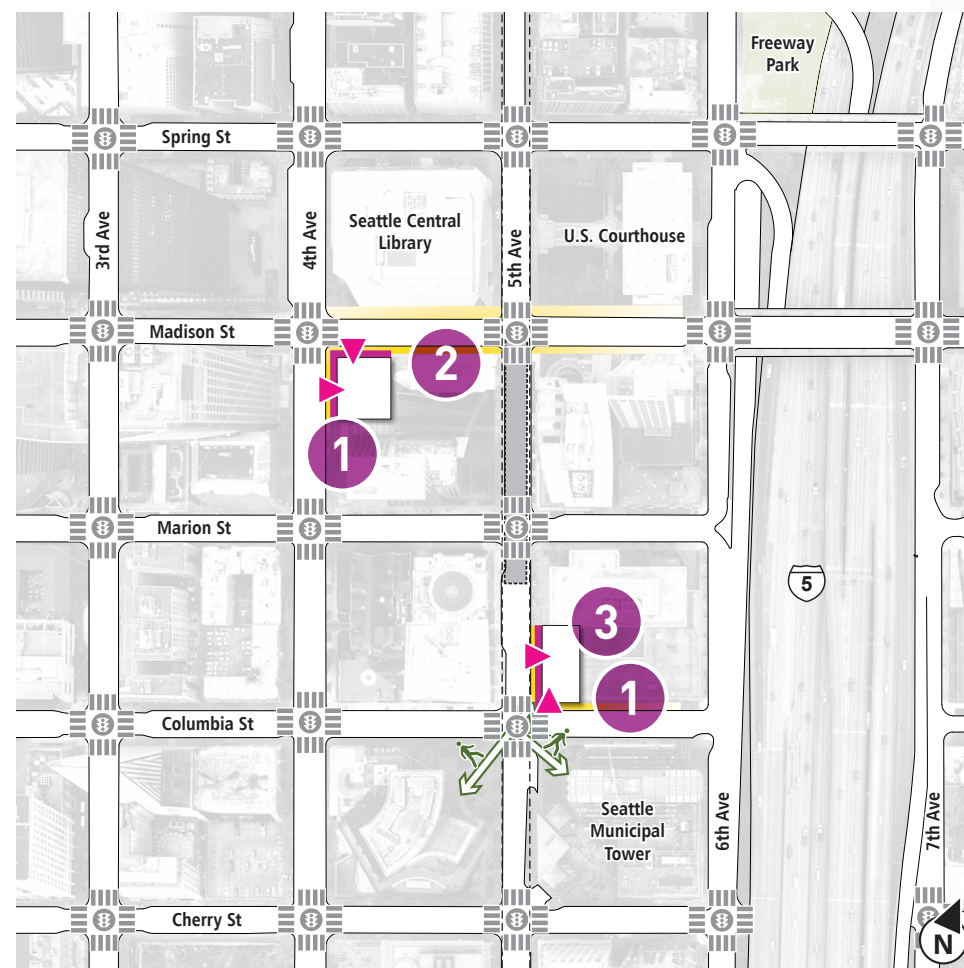 Freeway
Park
Spring St
3rd Ave
4th Ave
Seattle Central
Library
5th Ave
U.S. Courthouse
Madison St
2
1
Marion St
5
3
1
Columbia St
Seattle
Municipal
Tower
6th Ave
7th Ave
Cherry St
N